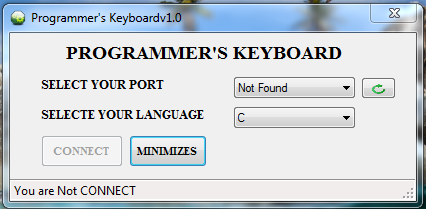 Programmer's Keyboardv1.0
PROGRAMMER'S KEYBOARD
SELECT YOUR PORT Not Found
SELECTE YOUR LANGUAGE C
CONNECT MINIMIZES
You are Not CONNECT